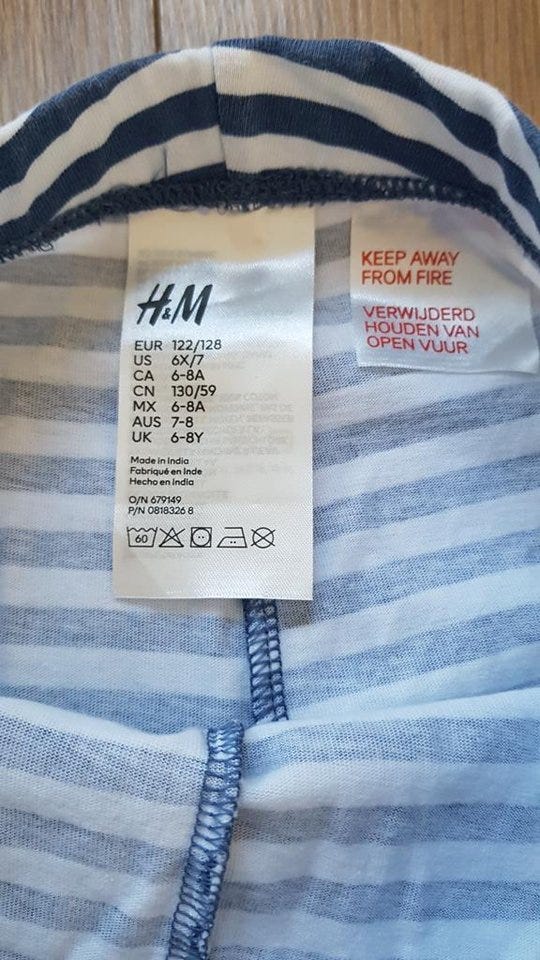 H&M
EUR 122/128
US 6X/7
CA 6-8A
CN 130/59
MX 6-8A
AUS 7-8
UK 6-8Y
Made in India
Fabriqué en Inde
Hecho en India
O/N 679149
P/N 0818326 8
60
KEEP AWAY
FROM FIRE
VERWIJDERD
HOUDEN VAN
OPEN VUUR